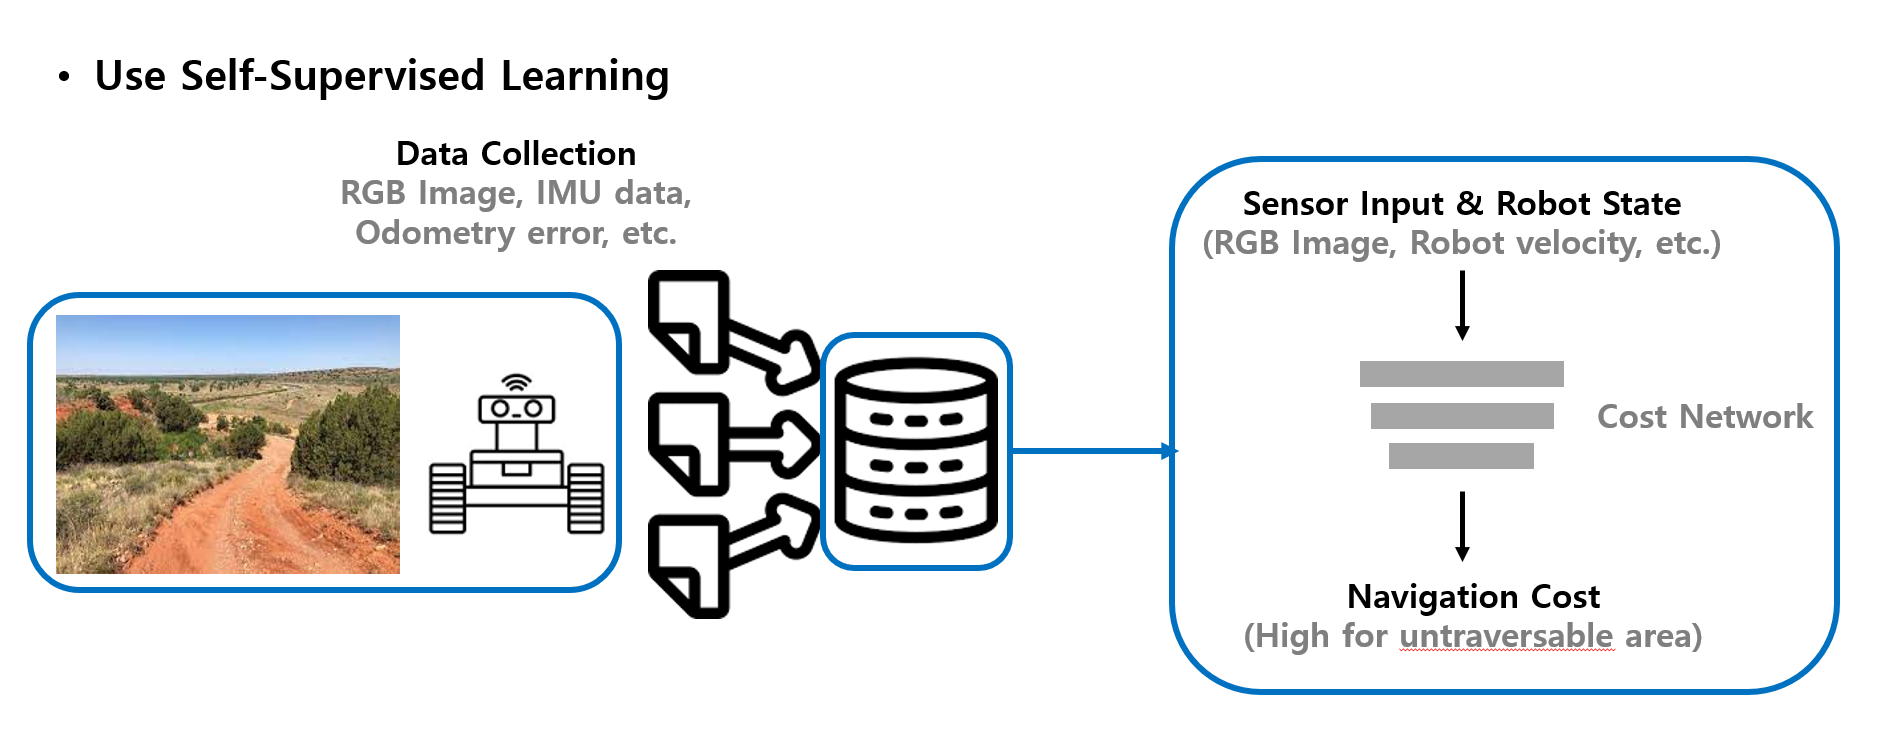 • Use Self-Supervised Learning
Data Collection
RGB Image, IMU data,
Odometry error, etc.
Sensor Input & Robot State
(RGB Image, Robot velocity, etc.)
Cost Network
Navigation Cost
(High for untraversable area)